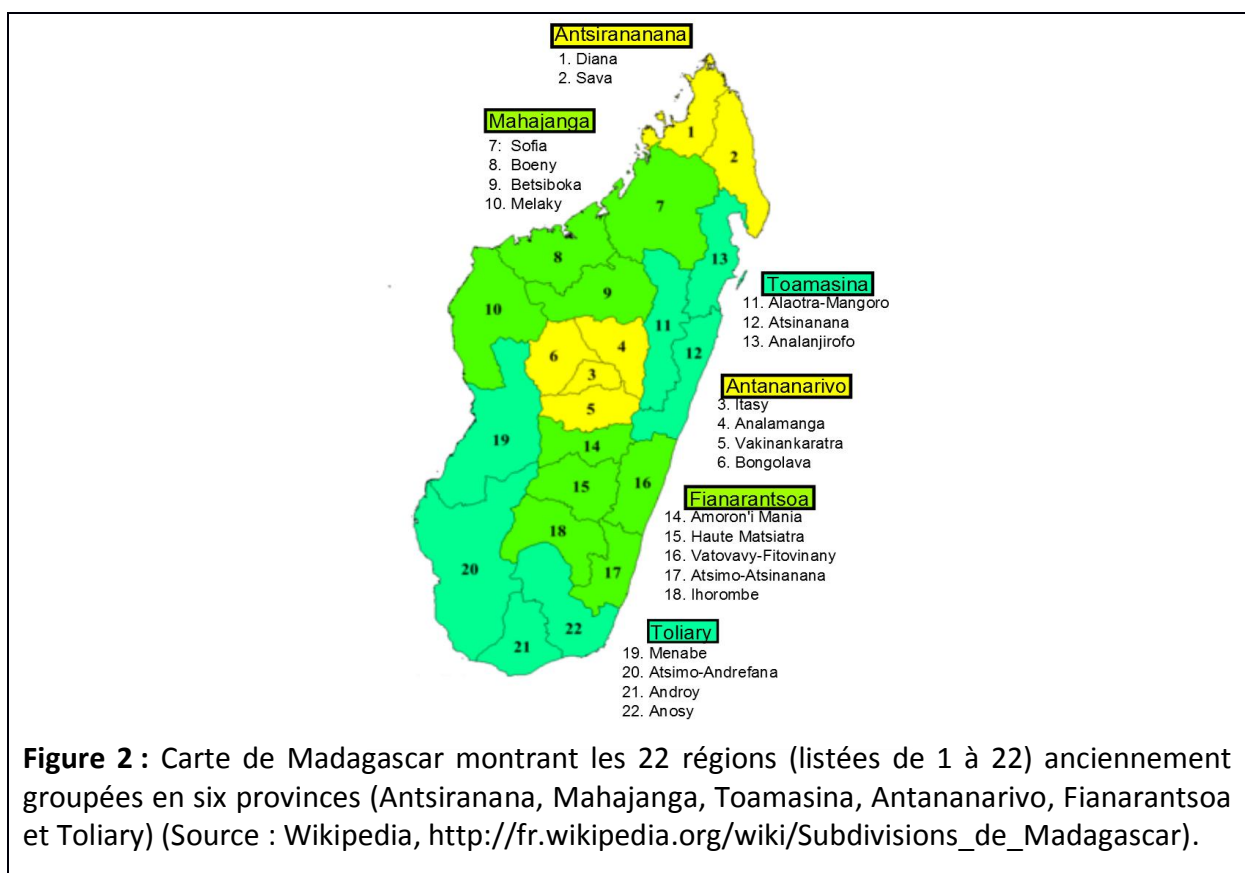 Antsirananana
1. Diana
2. Sava
Mahajanga
7: Sofia
8. Boeny
9. Betsiboka
10. Melaky
1
2
7
13
8
9
10
11
12
4
6
3
5
Toamasina
11. Alaotra-Mangoro
12. Atsinanana
13. Analanjirofo
Antananarivo
3. Itasy
4. Analamanga
5. Vakinankaratra
6. Bongolava
19
14
15
16
18
17
20
22
21
Fianarantsoa
14. Amoron'i Mania
15. Haute Matsiatra
16. Vatovavy-Fitovinany
17. Atsimo-Atsinanana
18. Ihorombe
Toliary
19. Menabe
20. Atsimo-Andrefana
21. Androy
22. Anosy
Figure 2 : Carte de Madagascar montrant les 22 régions (listées de 1 à 22) anciennement
groupées en six provinces (Antsiranana, Mahajanga, Toamasina, Antananarivo, Fianarantsoa
et Toliary) (Source : Wikipedia, http://fr.wikipedia.org/wiki/Subdivisions_de_Madagascar).